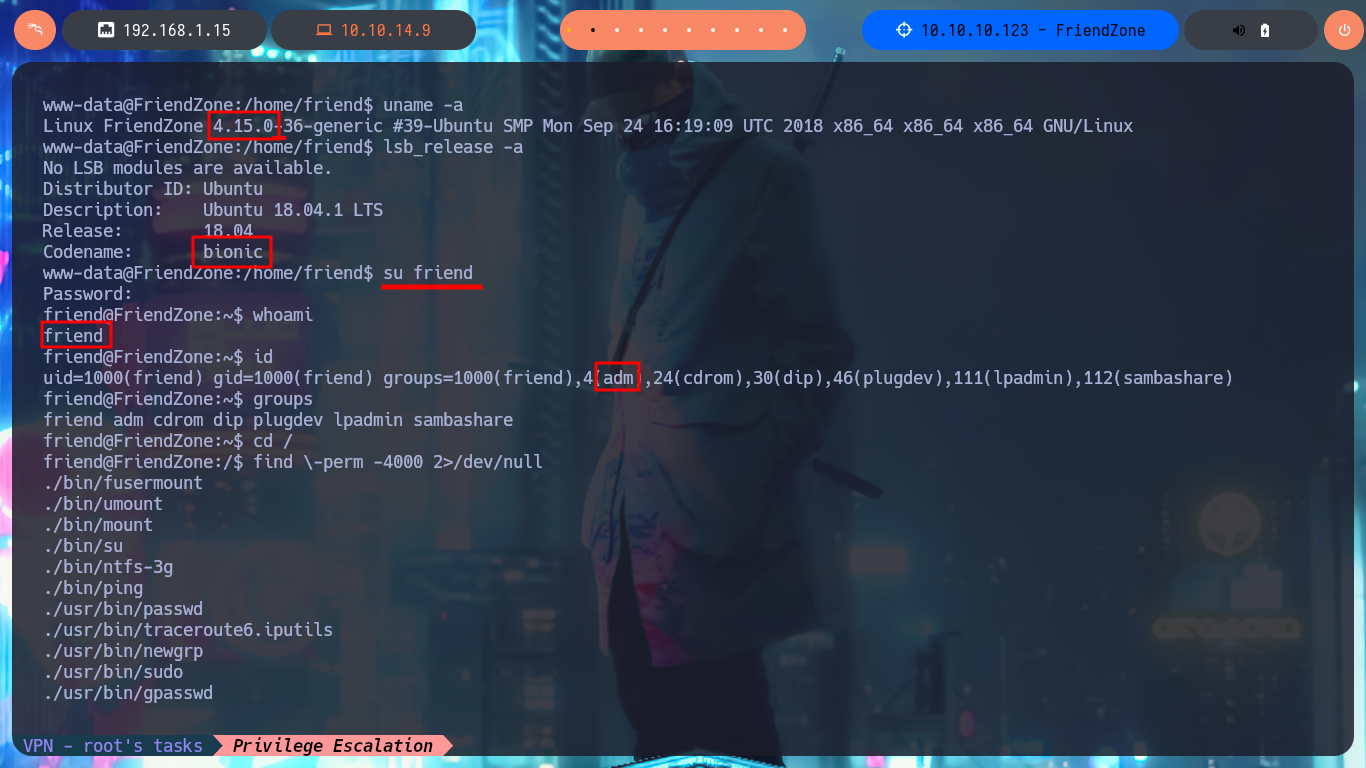 192.168.1.15 10.10.14.9 10.10.10.123 - FriendZone
www-data@FriendZone:/home/friend$ uname -a
Linux FriendZone 4.15.0-36-generic #39-Ubuntu SMP Mon Sep 24 16:19:09 UTC 2018 x86_64 x86_64 x86_64 GNU/Linux
www-data@FriendZone:/home/friend$ lsb_release -a
No LSB modules are available.
Distributor ID: Ubuntu
Description:    Ubuntu 18.04.1 LTS
Release:        18.04
Codename:       bionic
www-data@FriendZone:/home/friend$ su friend
Password:
friend@FriendZone:~$ whoami
friend
friend@FriendZone:~$ id
uid=1000(friend) gid=1000(friend) groups=1000(friend),4(adm),24(cdrom),30(dip),46(plugdev),111(lpadmin),112(sambashare)
friend@FriendZone:~$ groups
friend adm cdrom dip plugdev lpadmin sambashare
friend@FriendZone:~$ cd /
friend@FriendZone:/$ find \-perm -4000 2>/dev/null
./bin/fusermount
./bin/umount
./bin/mount
./bin/su
./bin/ntfs-3g
./bin/ping
./usr/bin/passwd
./usr/bin/traceroute6.iputils
./usr/bin/newgrp
./usr/bin/sudo
./usr/bin/gpasswd
VPN - root's tasks Privilege Escalation